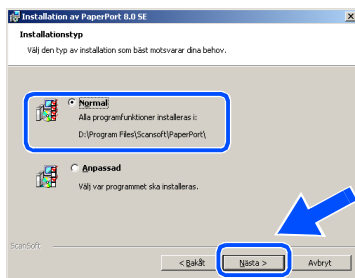 Installation av PaperPort 8.0 SE
Installationstyp
Välj den typ av installation som bäst motsvarar dina behov.
Normal
Alla programfunktioner installeras i:
D:\Program Files\Scansoft\PaperPort\
Anpassad
Välj var programmet ska installeras.
ScanSoft
< Bakåt
Nästa >
Avbryt